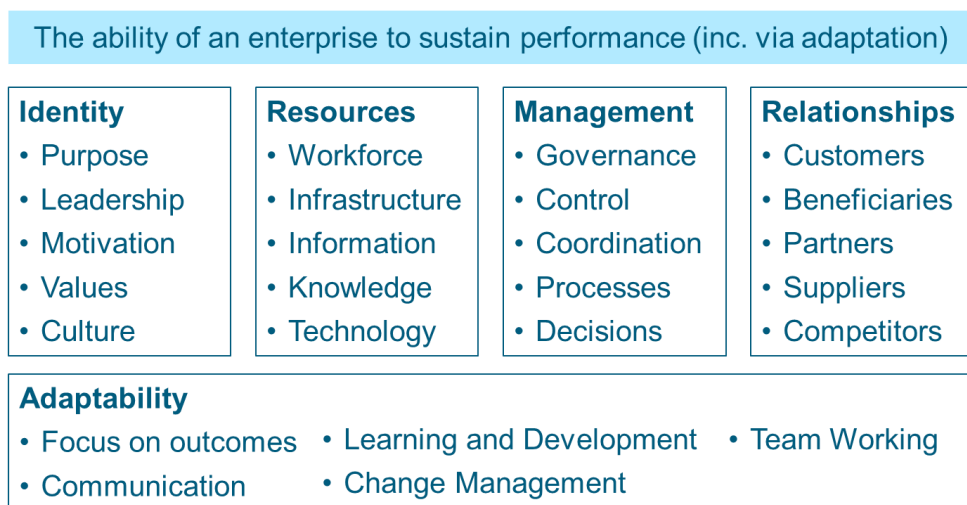 The ability of an enterprise to sustain performance (inc. via adaptation)
Identity
• Purpose
• Leadership
• Motivation
• Values
• Culture
Resources
• Workforce
• Infrastructure
• Information
• Knowledge
• Technology
Management
• Governance
• Control
• Coordination
• Processes
• Decisions
Relationships
• Customers
• Beneficiaries
• Partners
• Suppliers
• Competitors
Adaptability
• Focus on outcomes
• Communication
• Learning and Development
• Change Management
• Team Working